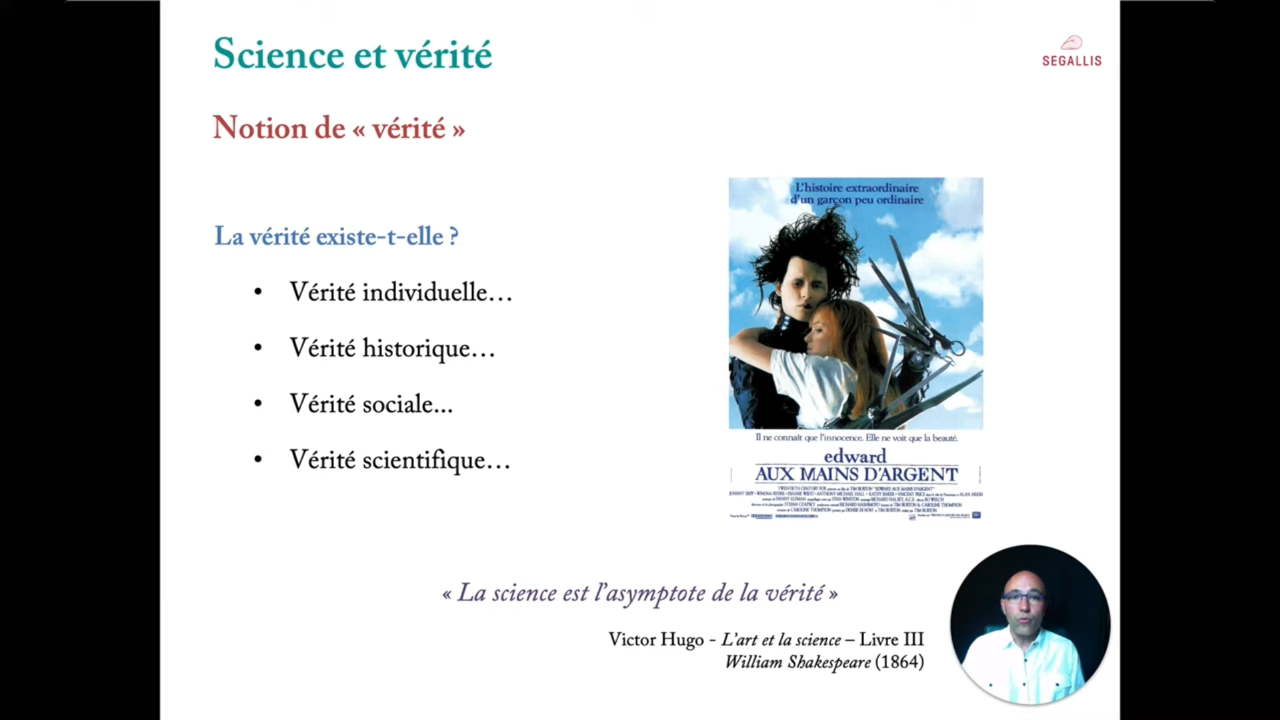 Science et vérité
SEGALLIS
Notion de « vérité »
La vérité existe-t-elle ?
• Vérité individuelle…
• Vérité historique…
• Vérité sociale...
• Vérité scientifique…
L'histoire extraordinaire
d'un garçon peu ordinaire
Il ne connaît que l'innocence. Elle ne voit que la beauté.
edward
AUX MAINS D'ARGENT
« La science est l'asymptote de la vérité »
Victor Hugo - L'art et la science – Livre III
William Shakespeare (1864)